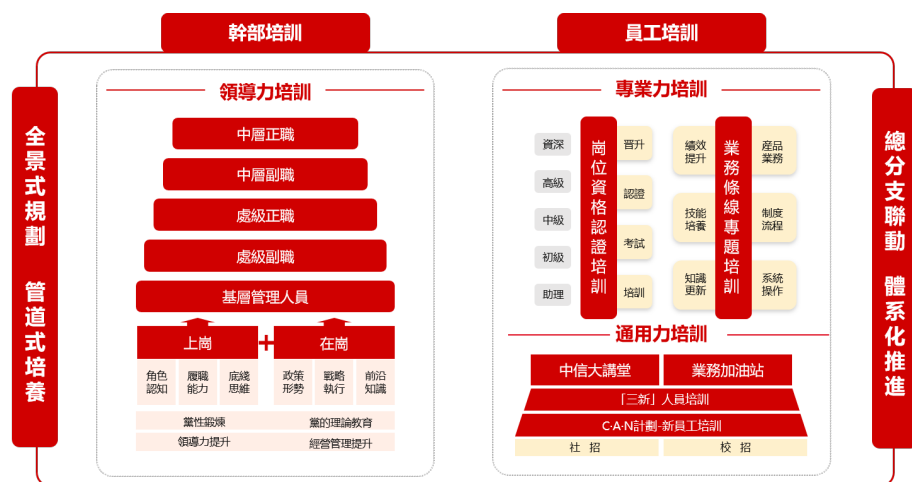 幹部培訓
員工培訓
全景式規劃 管道式培養
領導力培訓
中層正職
中層副職
處級正職
處級副職
基層管理人員
上崗
+
在崗
角色
認知
履職
能力
底綫
思維
政策
形勢
戰略
執行
前沿
知識
黨性鍛煉
黨的理論教育
領導力提升
經營管理提升
專業力培訓
資深
高級
中級
初級
助理
崗位資格認證培訓
晉升
認證
考試
培訓
績效
提升
技能
培養
知識
更新
業務條線專題培訓
産品
業務
制度
流程
系統
操作
通用力培訓
中信大講堂
業務加油站
「三新」人員培訓
C·A·N計劃-新員工培訓
社 招
校 招
總分支聯動 體系化推進